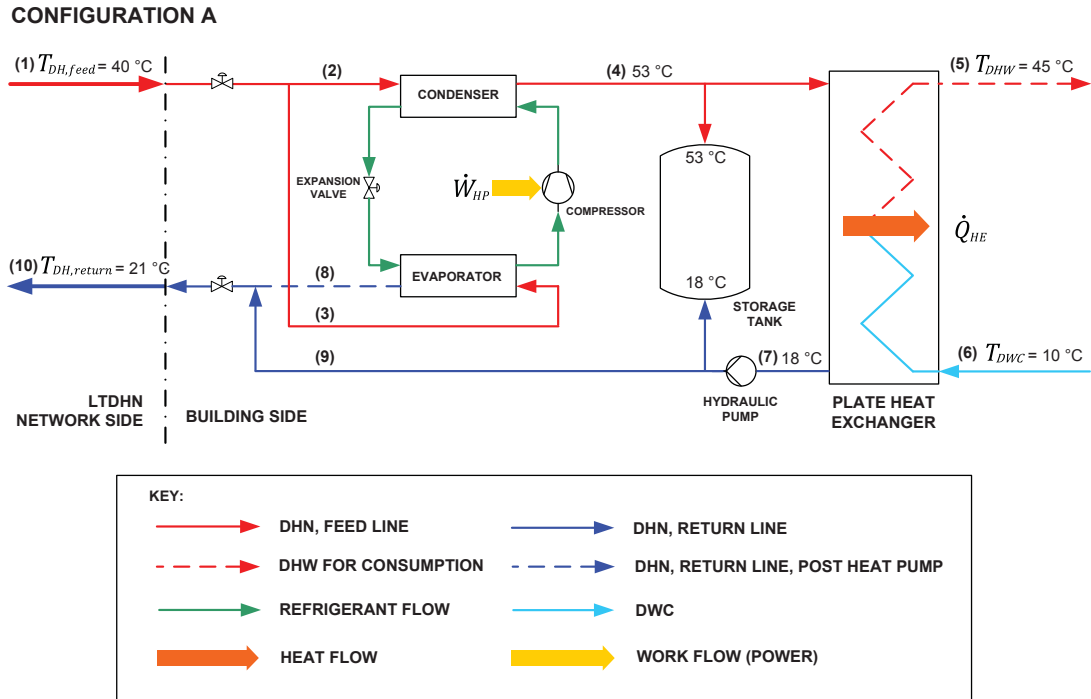 CONFIGURATION A
(1) T_DH,feed = 40 °C
(2)
(4) 53 °C
(5) T_DHW = 45 °C
CONDENSER
53 °C
EXPANSION
VALVE
Ẇ_HP
COMPRESSOR
Q̇_HE
(10) T_DH,return = 21 °C
(8)
EVAPORATOR
18 °C
STORAGE
TANK
(3)
(9)
(7) 18 °C
(6) T_DWC = 10 °C
HYDRAULIC
PUMP
PLATE HEAT
EXCHANGER
LTDHN
NETWORK SIDE
BUILDING SIDE
KEY:
DHN, FEED LINE
DHN, RETURN LINE
DHW FOR CONSUMPTION
DHN, RETURN LINE, POST HEAT PUMP
REFRIGERANT FLOW
DWC
HEAT FLOW
WORK FLOW (POWER)